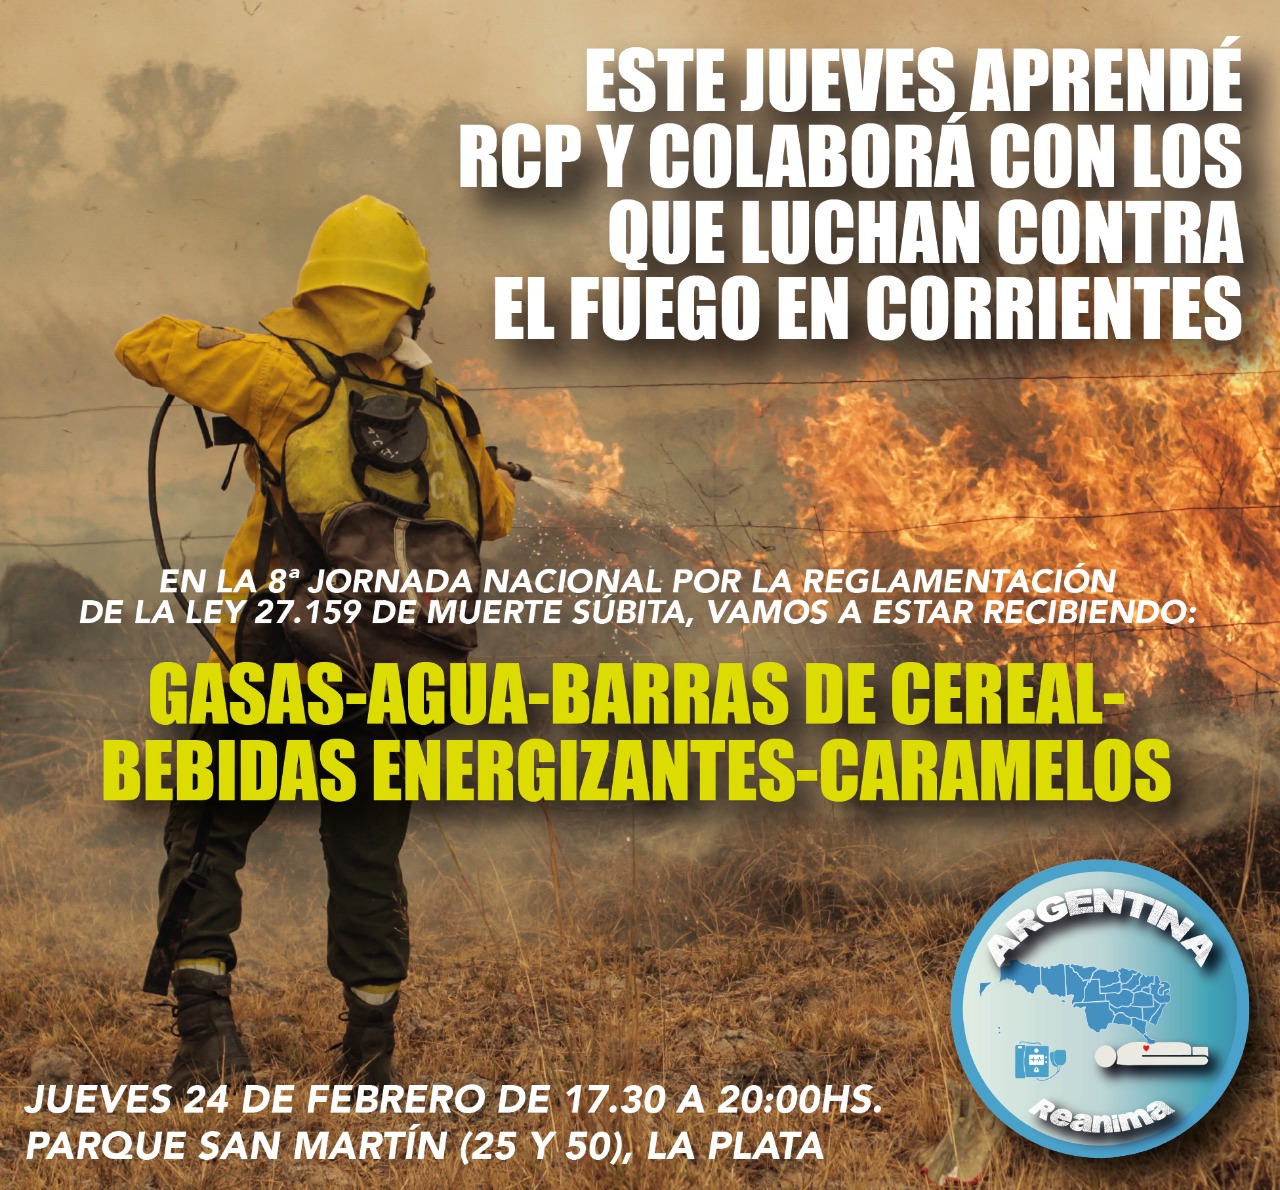 ESTE JUEVES APRENDÉ
RCP Y COLABORÁ CON LOS
QUE LUCHAN CONTRA
EL FUEGO EN CORRIENTES
EN LA 8ª JORNADA NACIONAL POR LA REGLAMENTACIÓN
DE LA LEY 27.159 DE MUERTE SÚBITA, VAMOS A ESTAR RECIBIENDO:
GASAS-AGUA-BARRAS DE CEREAL-
BEBIDAS ENERGIZANTES-CARAMELOS
ARGENTINA
Reanima
JUEVES 24 DE FEBRERO DE 17.30 A 20:00HS.
PARQUE SAN MARTÍN (25 Y 50), LA PLATA